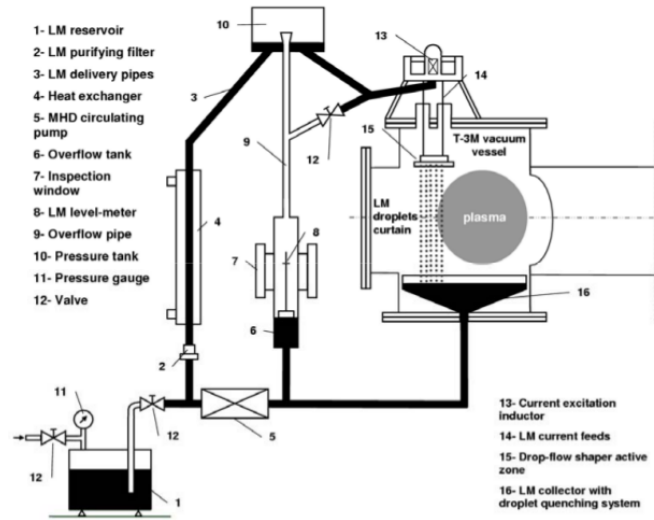 1- LM reservoir
2- LM purifying filter
3- LM delivery pipes
4- Heat exchanger
5- MHD circulating
pump
6- Overflow tank
7- Inspection
window
8- LM level-meter
9- Overflow pipe
10- Pressure tank
11- Pressure gauge
12- Valve
10
13
14
3
12
15
T-3M vacuum
vessel
9
LM
droplets
curtain
plasma
4
8
7
16
6
2
11
12
5
12
1
13- Current excitation
inductor
14- LM current feeds
15- Drop-flow shaper active
zone
16- LM collector with
droplet quenching system